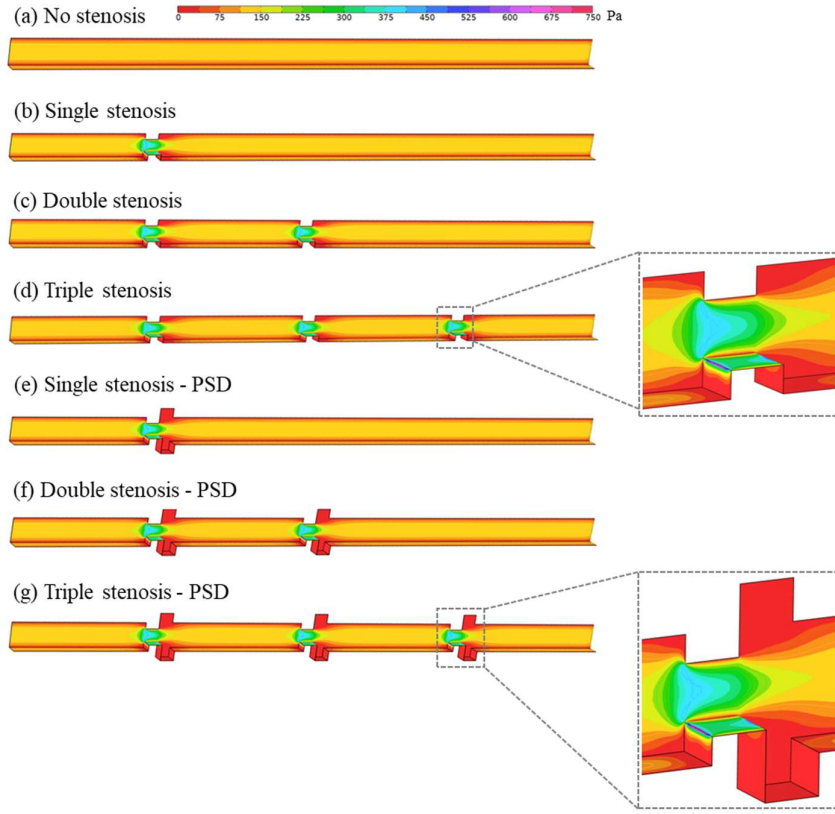 (a) No stenosis
0 75 150 225 300 375 450 525 600 675 750 Pa
(b) Single stenosis
(c) Double stenosis
(d) Triple stenosis
(e) Single stenosis - PSD
(f) Double stenosis - PSD
(g) Triple stenosis - PSD